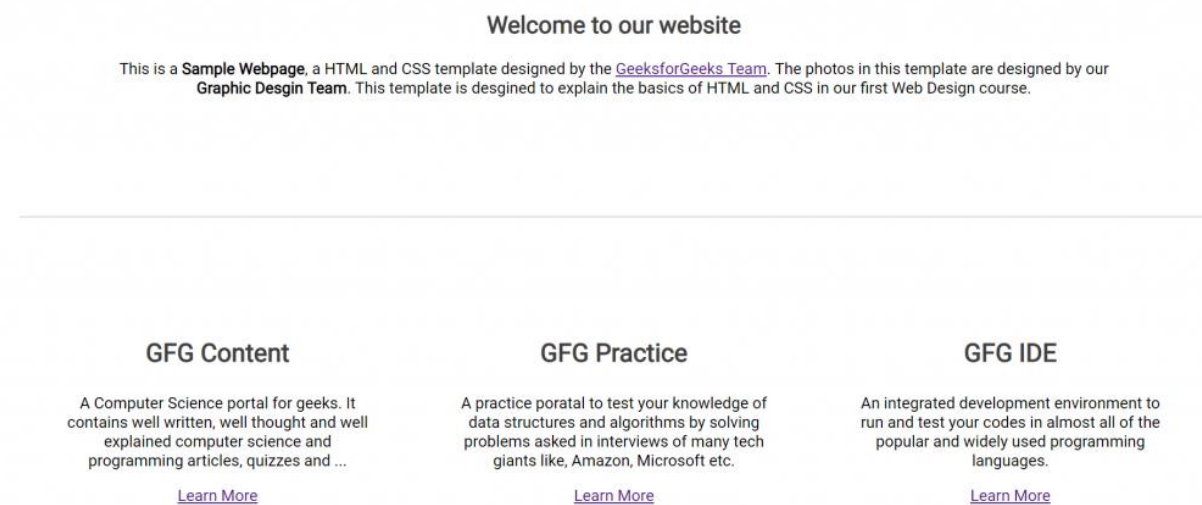 Welcome to our website
This is a Sample Webpage, a HTML and CSS template designed by the GeeksforGeeks Team. The photos in this template are designed by our
Graphic Desgin Team. This template is desgined to explain the basics of HTML and CSS in our first Web Design course.
GFG Content
A Computer Science portal for geeks. It
contains well written, well thought and well
explained computer science and
programming articles, quizzes and ...
Learn More
GFG Practice
A practice poratal to test your knowledge of
data structures and algorithms by solving
problems asked in interviews of many tech
giants like, Amazon, Microsoft etc.
Learn More
GFG IDE
An integrated development environment to
run and test your codes in almost all of the
popular and widely used programming
languages.
Learn More